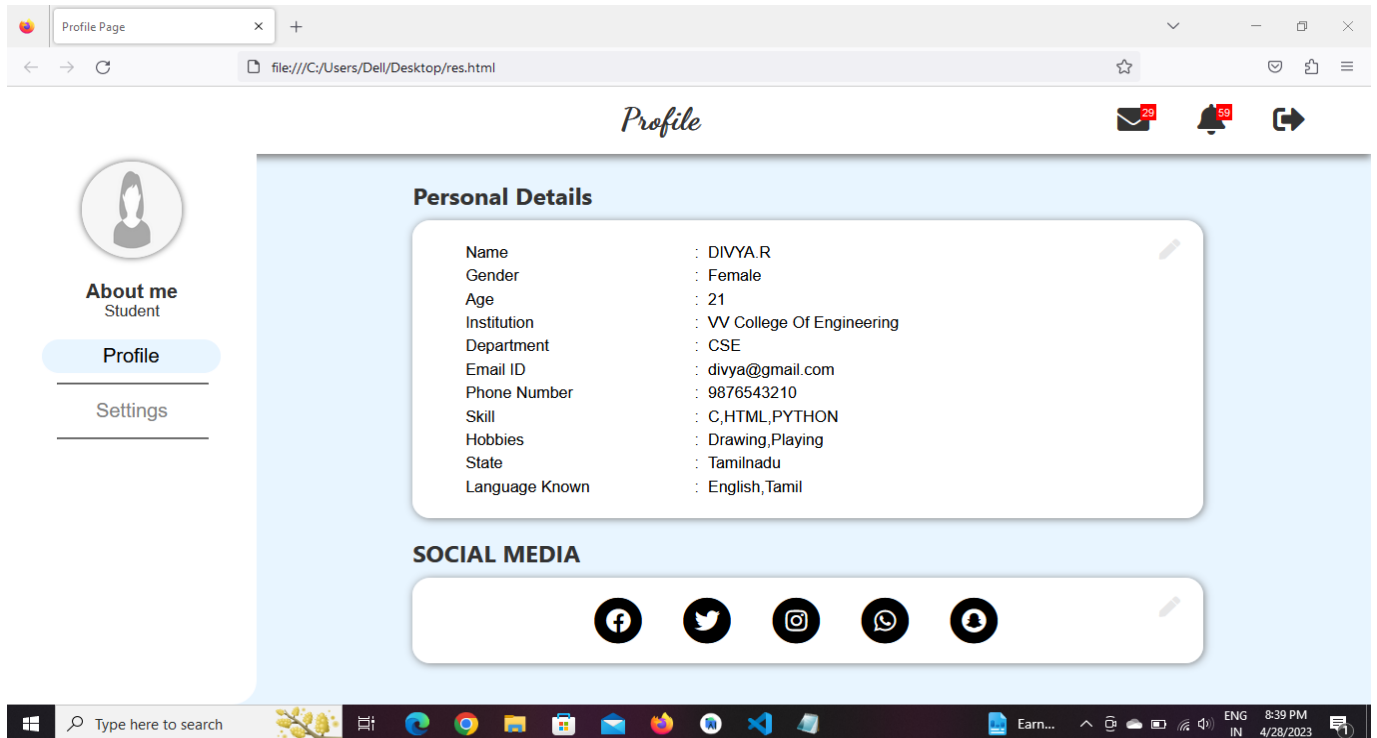 Profile Page
file:///C:/Users/Dell/Desktop/res.html
Profile
29
59
About me
Student
Profile
Settings
Personal Details
Name : DIVYA.R
Gender : Female
Age : 21
Institution : VV College Of Engineering
Department : CSE
Email ID : divya@gmail.com
Phone Number : 9876543210
Skill : C,HTML,PYTHON
Hobbies : Drawing,Playing
State : Tamilnadu
Language Known : English,Tamil
SOCIAL MEDIA
Type here to search
Earn...
ENG
IN
8:39 PM
4/28/2023
1